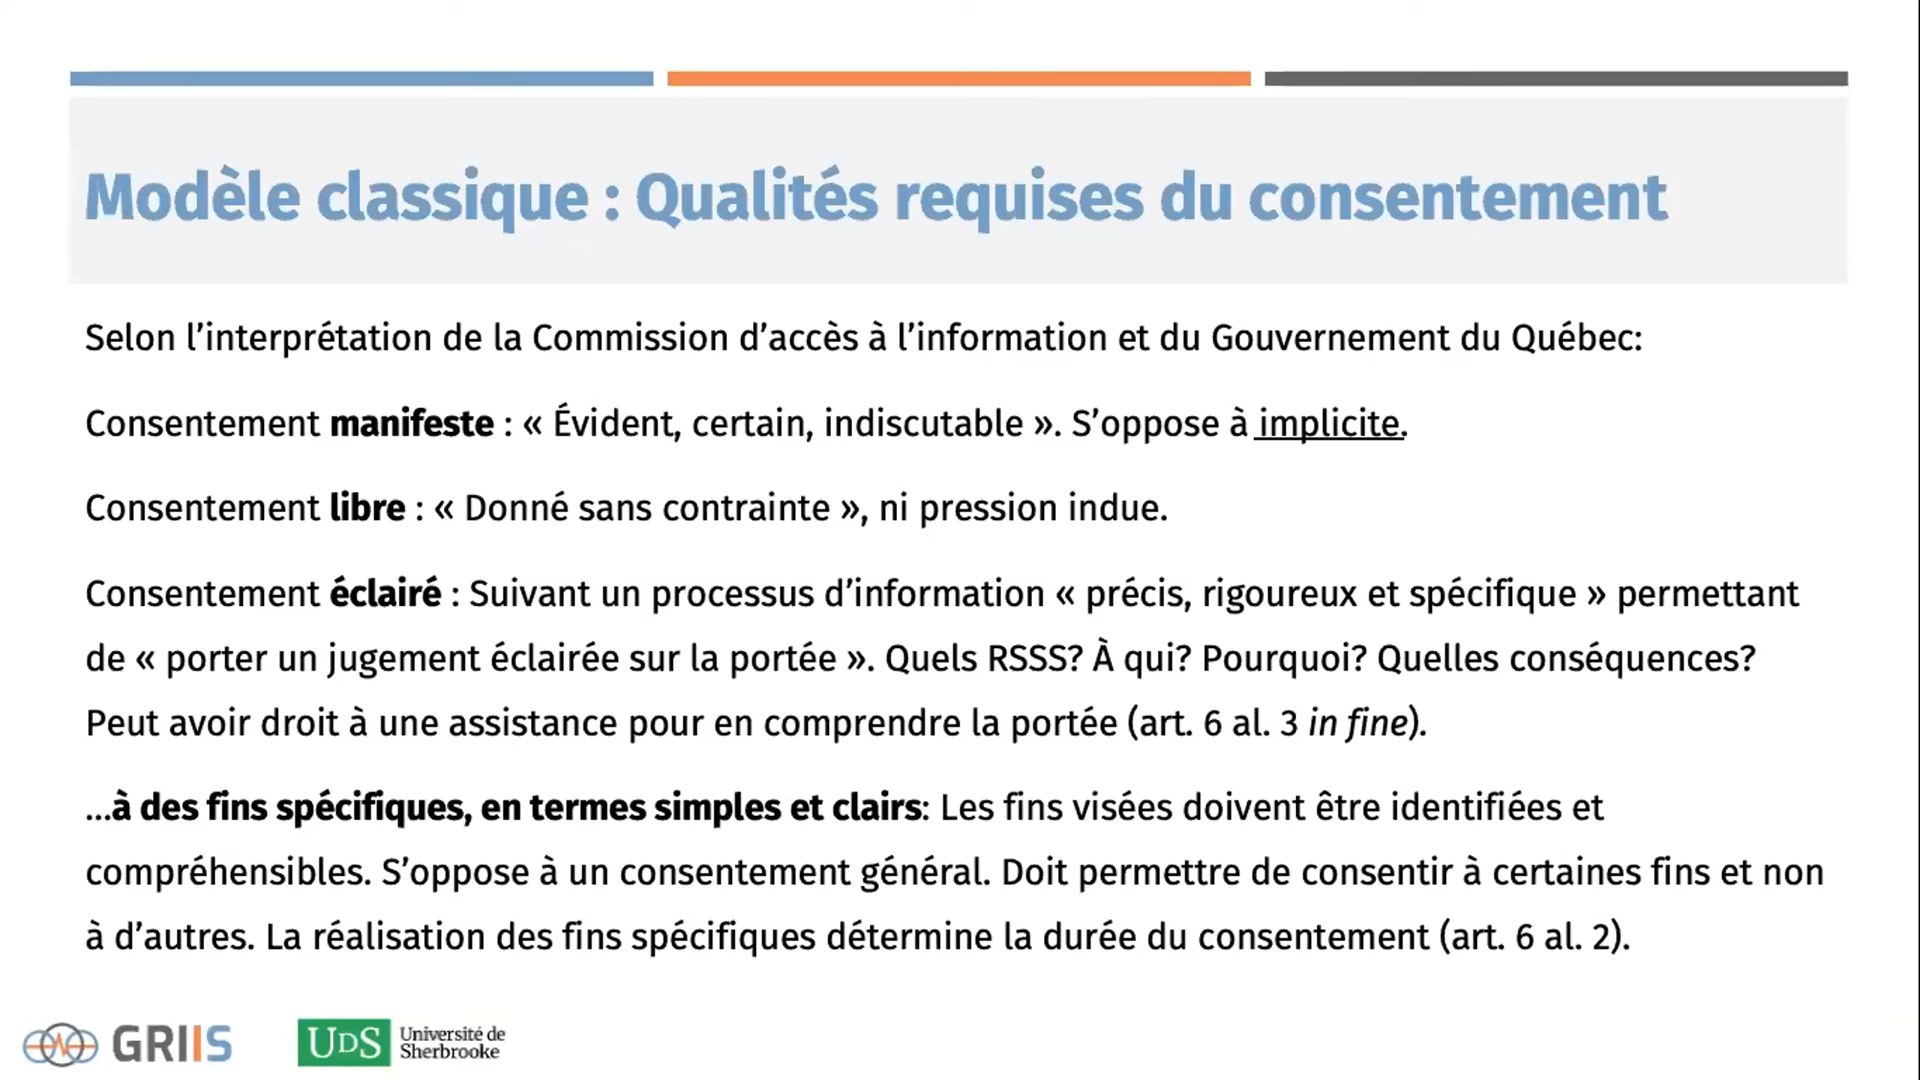 Modèle classique : Qualités requises du consentement
Selon l’interprétation de la Commission d’accès à l’information et du Gouvernement du Québec:
Consentement manifeste : « Évident, certain, indiscutable ». S’oppose à implicite.
Consentement libre : « Donné sans contrainte », ni pression indue.
Consentement éclairé : Suivant un processus d’information « précis, rigoureux et spécifique » permettant
de « porter un jugement éclairée sur la portée ». Quels RSSS? À qui? Pourquoi? Quelles conséquences?
Peut avoir droit à une assistance pour en comprendre la portée (art. 6 al. 3 in fine).
…à des fins spécifiques, en termes simples et clairs: Les fins visées doivent être identifiées et
compréhensibles. S’oppose à un consentement général. Doit permettre de consentir à certaines fins et non
à d’autres. La réalisation des fins spécifiques détermine la durée du consentement (art. 6 al. 2).
GRIIS
UDS Université de
Sherbrooke